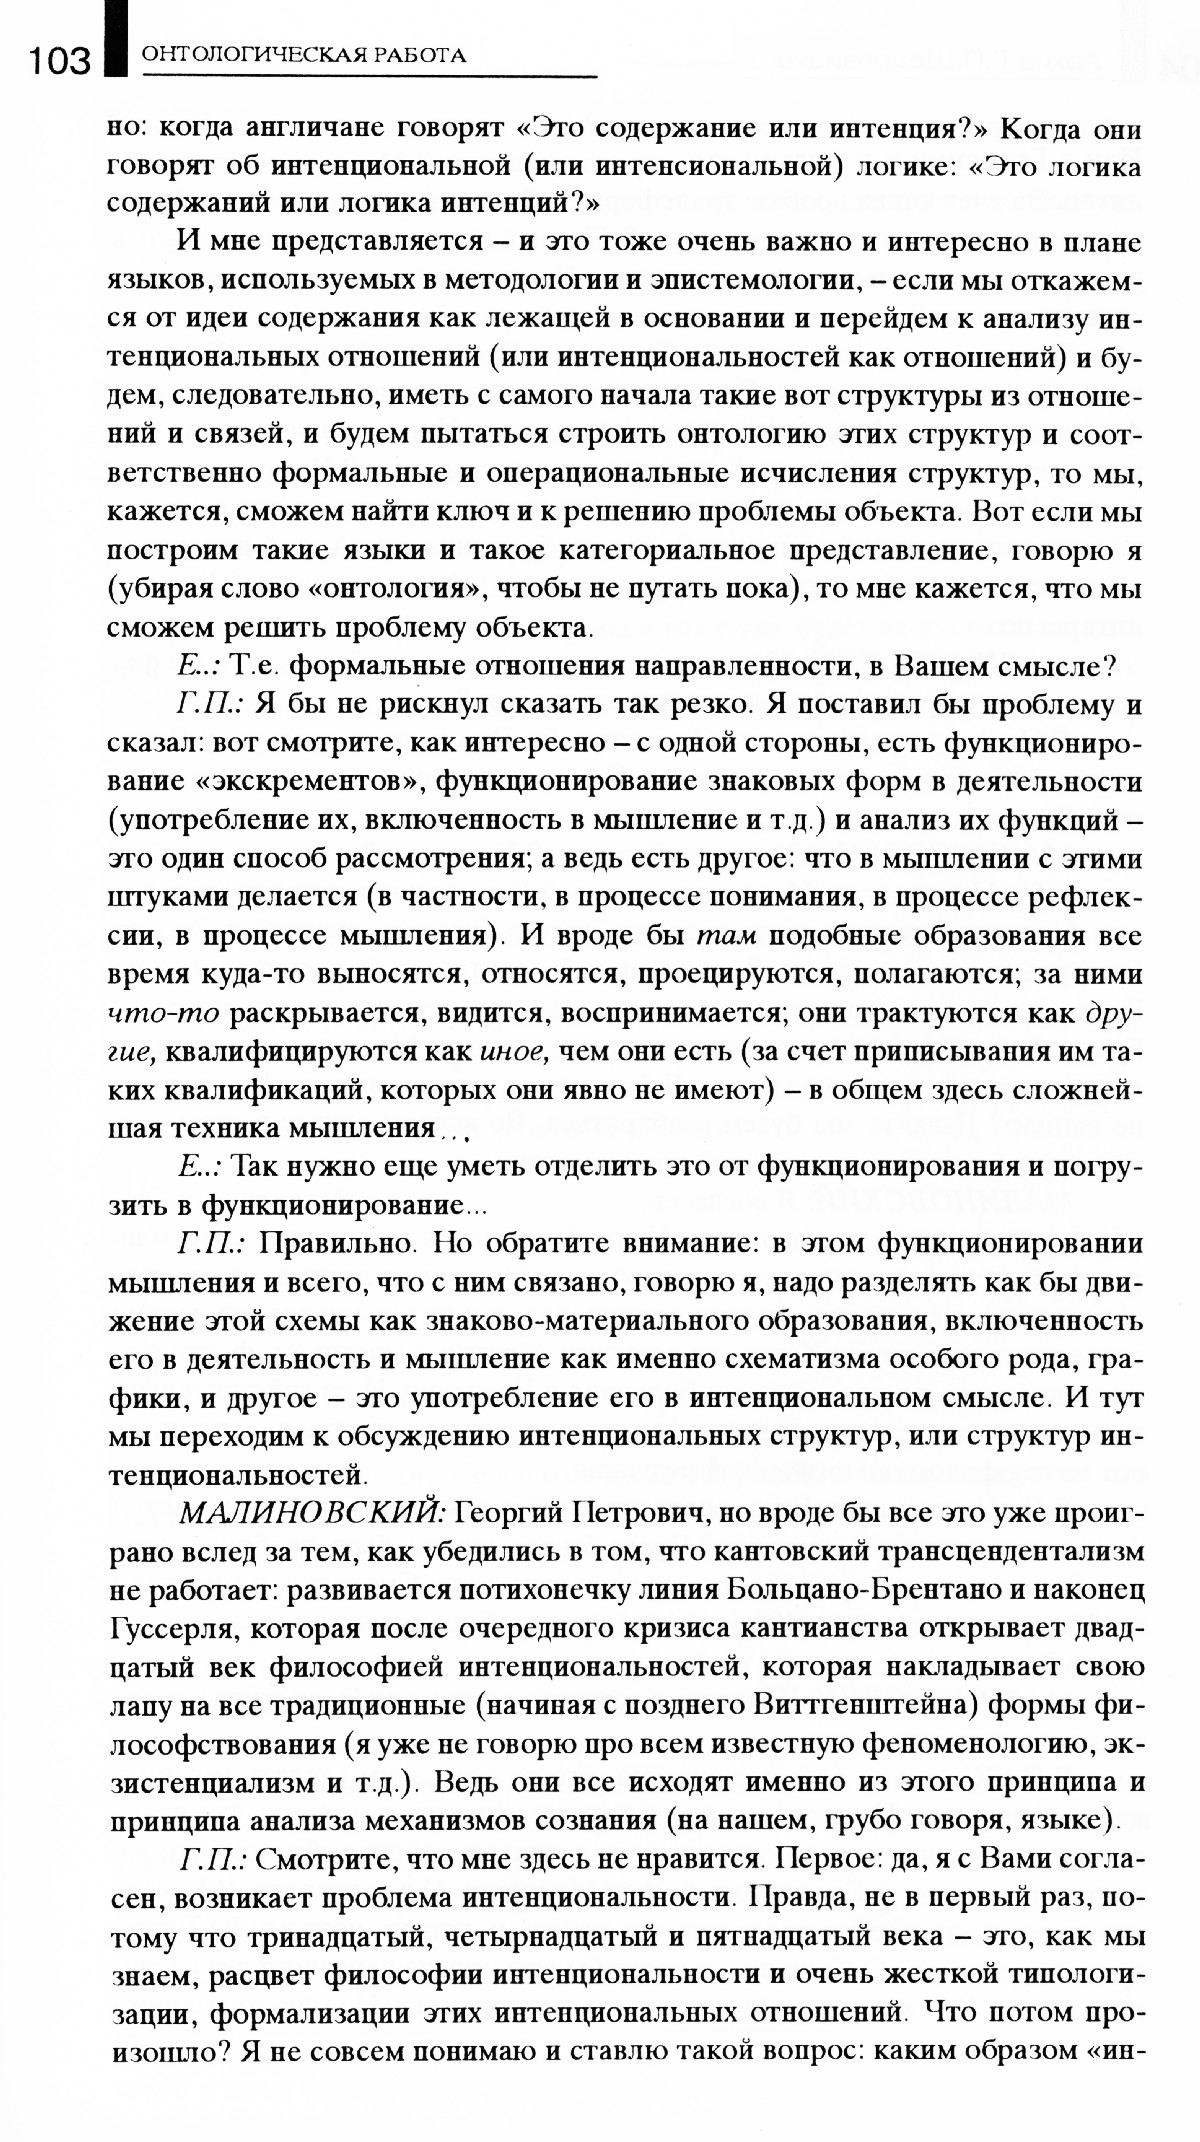 103
ОНТОЛОГИЧЕСКАЯ РАБОТА
но: когда англичане говорят «Это содержание или интенция?» Когда они
говорят об интенциональной (или интенсиональной) логике: «Это логика
содержаний или логика интенций?»
И мне представляется – и это тоже очень важно и интересно в плане
языков, используемых в методологии и эпистемологии, – если мы откажем-
ся от идеи содержания как лежащей в основании и перейдем к анализу ин-
тенциональных отношений (или интенциональностей как отношений) и бу-
дем, следовательно, иметь с самого начала такие вот структуры из отноше-
ний и связей, и будем пытаться строить онтологию этих структур и соот-
ветственно формальные и операциональные исчисления структур, то мы,
кажется, сможем найти ключ и к решению проблемы объекта. Вот если мы
построим такие языки и такое категориальное представление, говорю я
(убирая слово «онтология», чтобы не путать пока), то мне кажется, что мы
сможем решить проблему объекта.
Е..: Т.е. формальные отношения направленности, в Вашем смысле?
Г.П.: Я бы не рискнул сказать так резко. Я поставил бы проблему и
сказал: вот смотрите, как интересно – с одной стороны, есть функциониро-
вание «экскрементов», функционирование знаковых форм в деятельности
(употребление их, включенность в мышление и т.д.) и анализ их функций –
это один способ рассмотрения; а ведь есть другое: что в мышлении с этими
штуками делается (в частности, в процессе понимания, в процессе рефлек-
сии, в процессе мышления). И вроде бы там подобные образования все
время куда-то выносятся, относятся, проецируются, полагаются; за ними
что-то раскрывается, видится, воспринимается; они трактуются как дру-
гие, квалифицируются как иное, чем они есть (за счет приписывания им та-
ких квалификаций, которых они явно не имеют) – в общем здесь сложней-
шая техника мышления...
Е..: Так нужно еще уметь отделить это от функционирования и погру-
зить в функционирование...
Г.П.: Правильно. Но обратите внимание: в этом функционировании
мышления и всего, что с ним связано, говорю я, надо разделять как бы дви-
жение этой схемы как знаково-материального образования, включенность
его в деятельность и мышление как именно схематизма особого рода, гра-
фики, и другое – это употребление его в интенциональном смысле. И тут
мы переходим к обсуждению интенциональных структур, или структур ин-
тенциональностей.
МАЛИНОВСКИЙ: Георгий Петрович, но вроде бы все это уже проиг-
рано вслед за тем, как убедились в том, что кантовский трансцендентализм
не работает: развивается потихонечку линия Больцано-Брентано и наконец
Гуссерля, которая после очередного кризиса кантианства открывает двад-
цатый век философией интенциональностей, которая накладывает свою
лапу на все традиционные (начиная с позднего Виттгенштейна) формы фи-
лософствования (я уже не говорю про всем известную феноменологию, эк-
зистенциализм и т.д.). Ведь они все исходят именно из этого принципа и
принципа анализа механизмов сознания (на нашем, грубо говоря, языке).
Г.П.: Смотрите, что мне здесь не нравится. Первое: да, я с Вами согла-
сен, возникает проблема интенциональности. Правда, не в первый раз, по-
тому что тринадцатый, четырнадцатый и пятнадцатый века – это, как мы
знаем, расцвет философии интенциональности и очень жесткой типологи-
зации, формализации этих интенциональных отношений. Что потом про-
изошло? Я не совсем понимаю и ставлю такой вопрос: каким образом «ин-